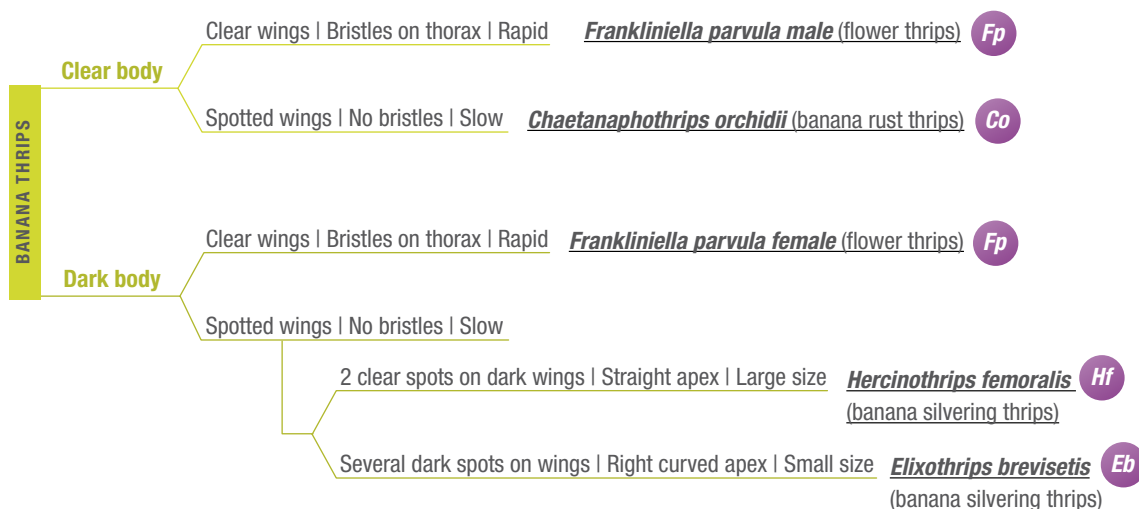 BANANA THRIPS
Clear body
Clear wings | Bristles on thorax | Rapid
Frankliniella parvula male (flower thrips)
Fp
Spotted wings | No bristles | Slow
Chaetanaphothrips orchidii (banana rust thrips)
Co
Dark body
Clear wings | Bristles on thorax | Rapid
Frankliniella parvula female (flower thrips)
Fp
Spotted wings | No bristles | Slow
2 clear spots on dark wings | Straight apex | Large size
Hercinothrips femoralis
Hf
(banana silvering thrips)
Several dark spots on wings | Right curved apex | Small size
Elixothrips brevisetis
Eb
(banana silvering thrips)